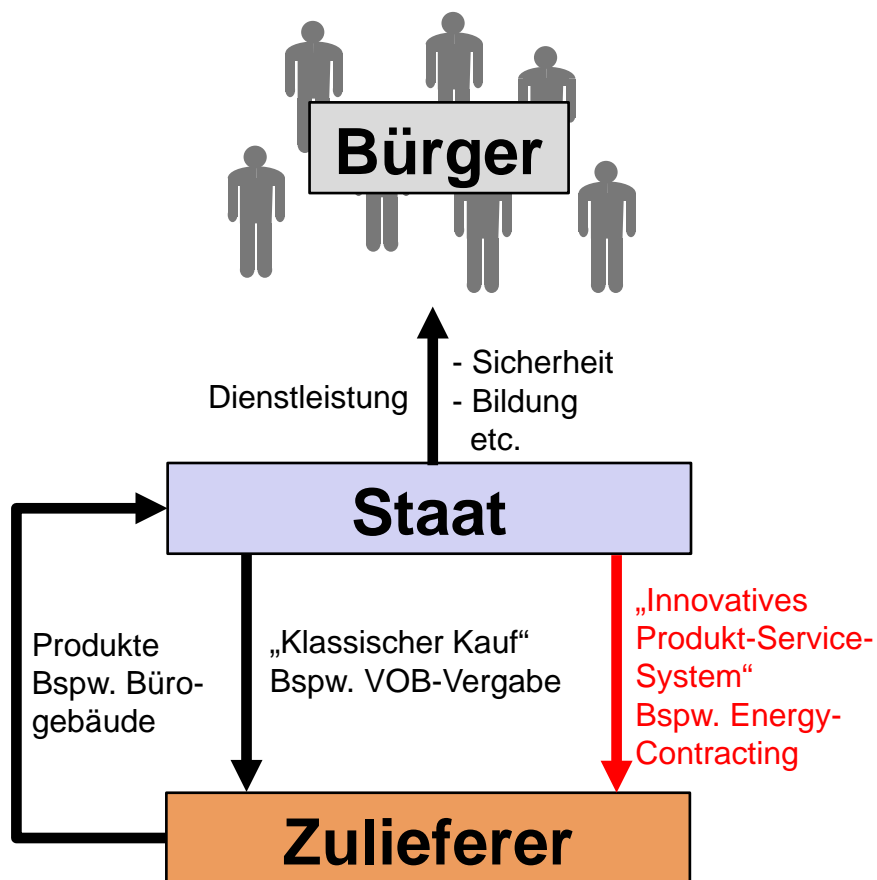 Bürger
Dienstleistung
- Sicherheit
- Bildung
etc.
Staat
Produkte
Bspw. Büro-
gebäude
„Klassischer Kauf“
Bspw. VOB-Vergabe
„Innovatives
Produkt-Service-
System“
Bspw. Energy-
Contracting
Zulieferer